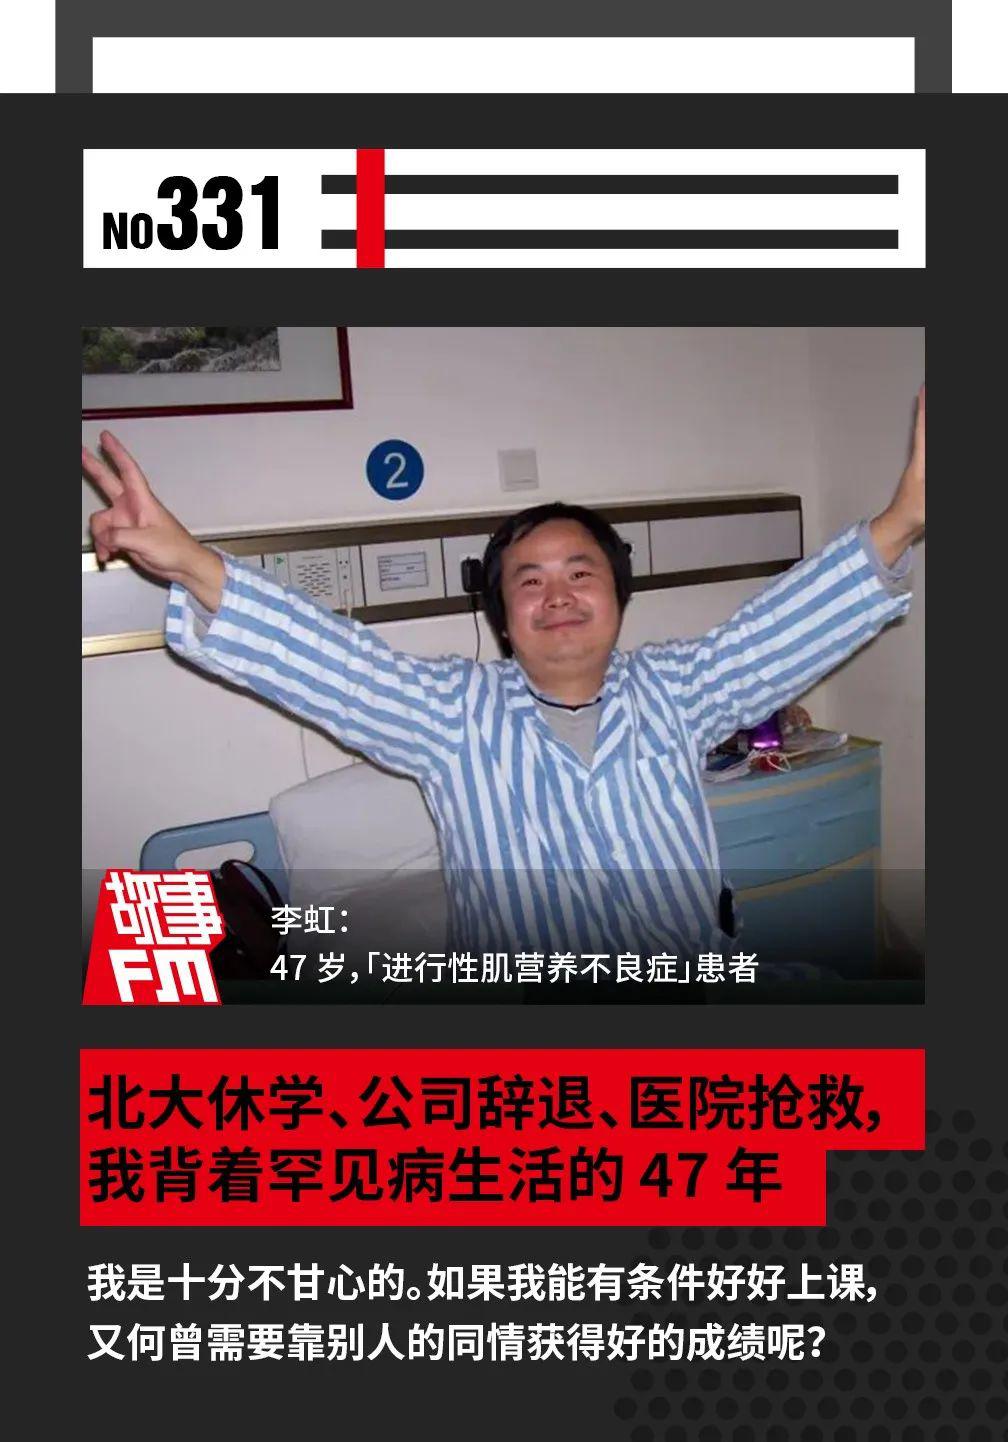 NO331
2
故事
FM
李虹：
47 岁，「进行性肌营养不良症」患者
北大休学、公司辞退、医院抢救，
我背着罕见病生活的 47 年
我是十分不甘心的。如果我能有条件好好上课，
又何曾需要靠别人的同情获得好的成绩呢？